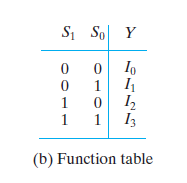 S₁ S₀ Y
0 0 I₀
0 1 I₁
1 0 I₂
1 1 I₃
(b) Function table